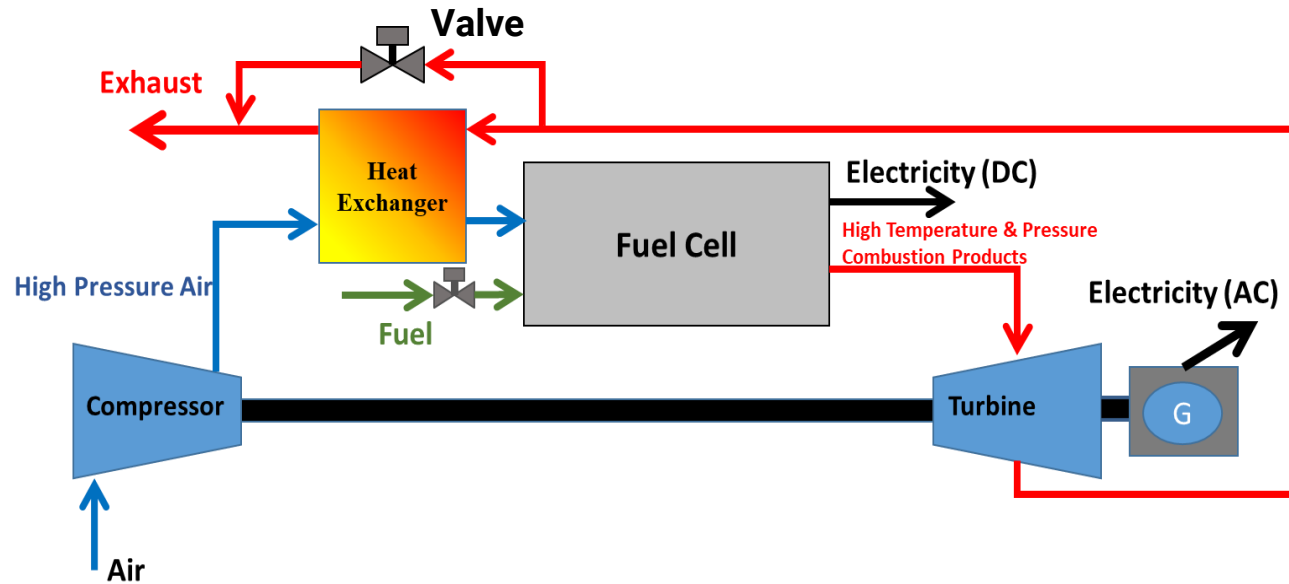 Valve
Exhaust
Heat
Exchanger
Electricity (DC)
Fuel Cell
High Temperature & Pressure
Combustion Products
High Pressure Air
Electricity (AC)
Fuel
Compressor
Turbine
G
Air